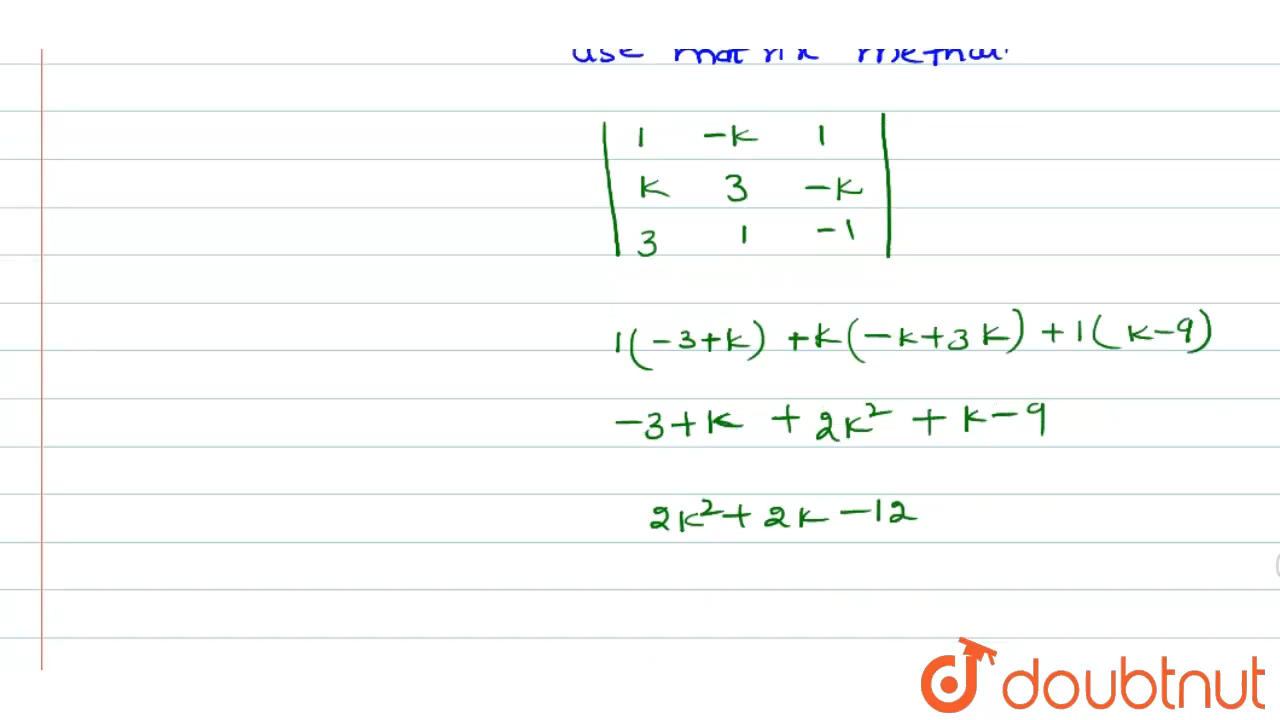 use matrix method.
1 -k 1
k 3 -k
3 1 -1
1(-3+k) +k(-k+3k) +1(k-9)
-3+k +2k²+k-9
2k²+2k-12
doubtnut